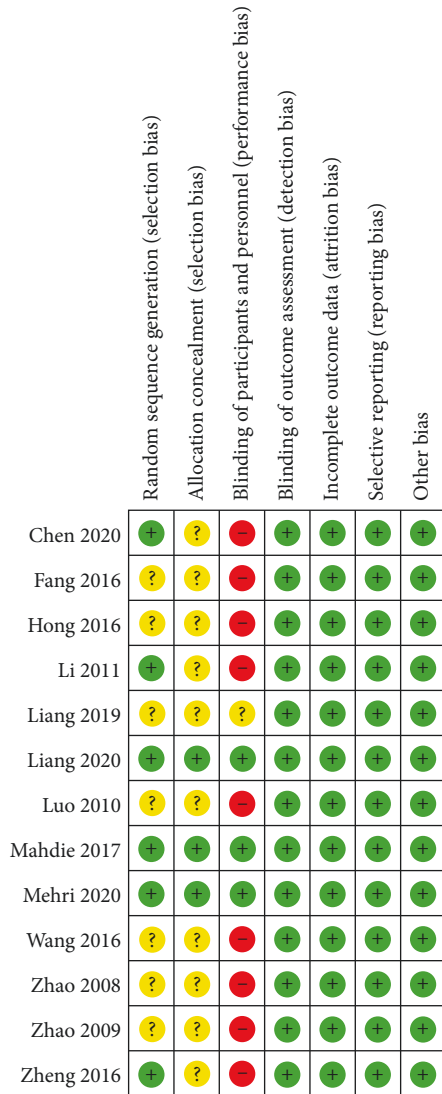 Random sequence generation (selection bias)
Allocation concealment (selection bias)
Blinding of participants and personnel (performance bias)
Blinding of outcome assessment (detection bias)
Incomplete outcome data (attrition bias)
Selective reporting (reporting bias)
Other bias
Chen 2020 + ? – + + + +
Fang 2016 ? ? – + + + +
Hong 2016 ? ? – + + + +
Li 2011 + ? – + + + +
Liang 2019 ? ? ? + + + +
Liang 2020 + + + + + + +
Luo 2010 ? ? – + + + +
Mahdie 2017 + + + + + + +
Mehri 2020 + + + + + + +
Wang 2016 ? ? – + + + +
Zhao 2008 ? ? – + + + +
Zhao 2009 ? ? – + + + +
Zheng 2016 + ? – + + + +